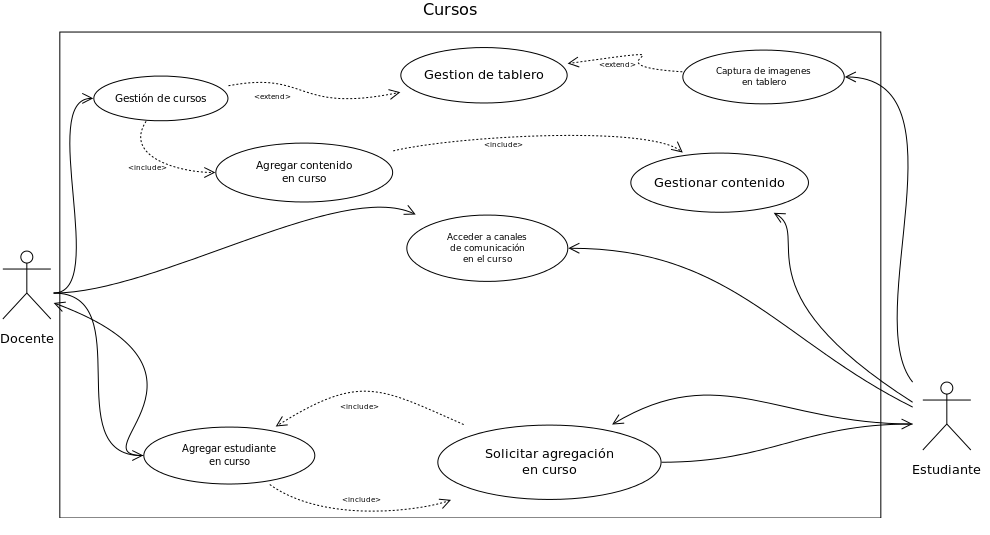 Cursos
Gestión de cursos
<extend>
Gestion de tablero
<extend>
Captura de imagenes
en tablero
<include>
Agregar contenido
en curso
<include>
Gestionar contenido
Acceder a canales
de comunicación
en el curso
Docente
<include>
Agregar estudiante
en curso
Solicitar agregación
en curso
<include>
Estudiante